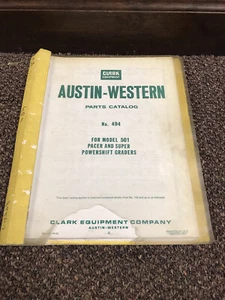 CLARK
EQUIPMENT
AUSTIN-WESTERN
PARTS CATALOG
No. 494
FOR MODEL 501
PACER AND SUPER
POWERSHIFT GRADERS
CLARK EQUIPMENT COMPANY
AUSTIN-WESTERN